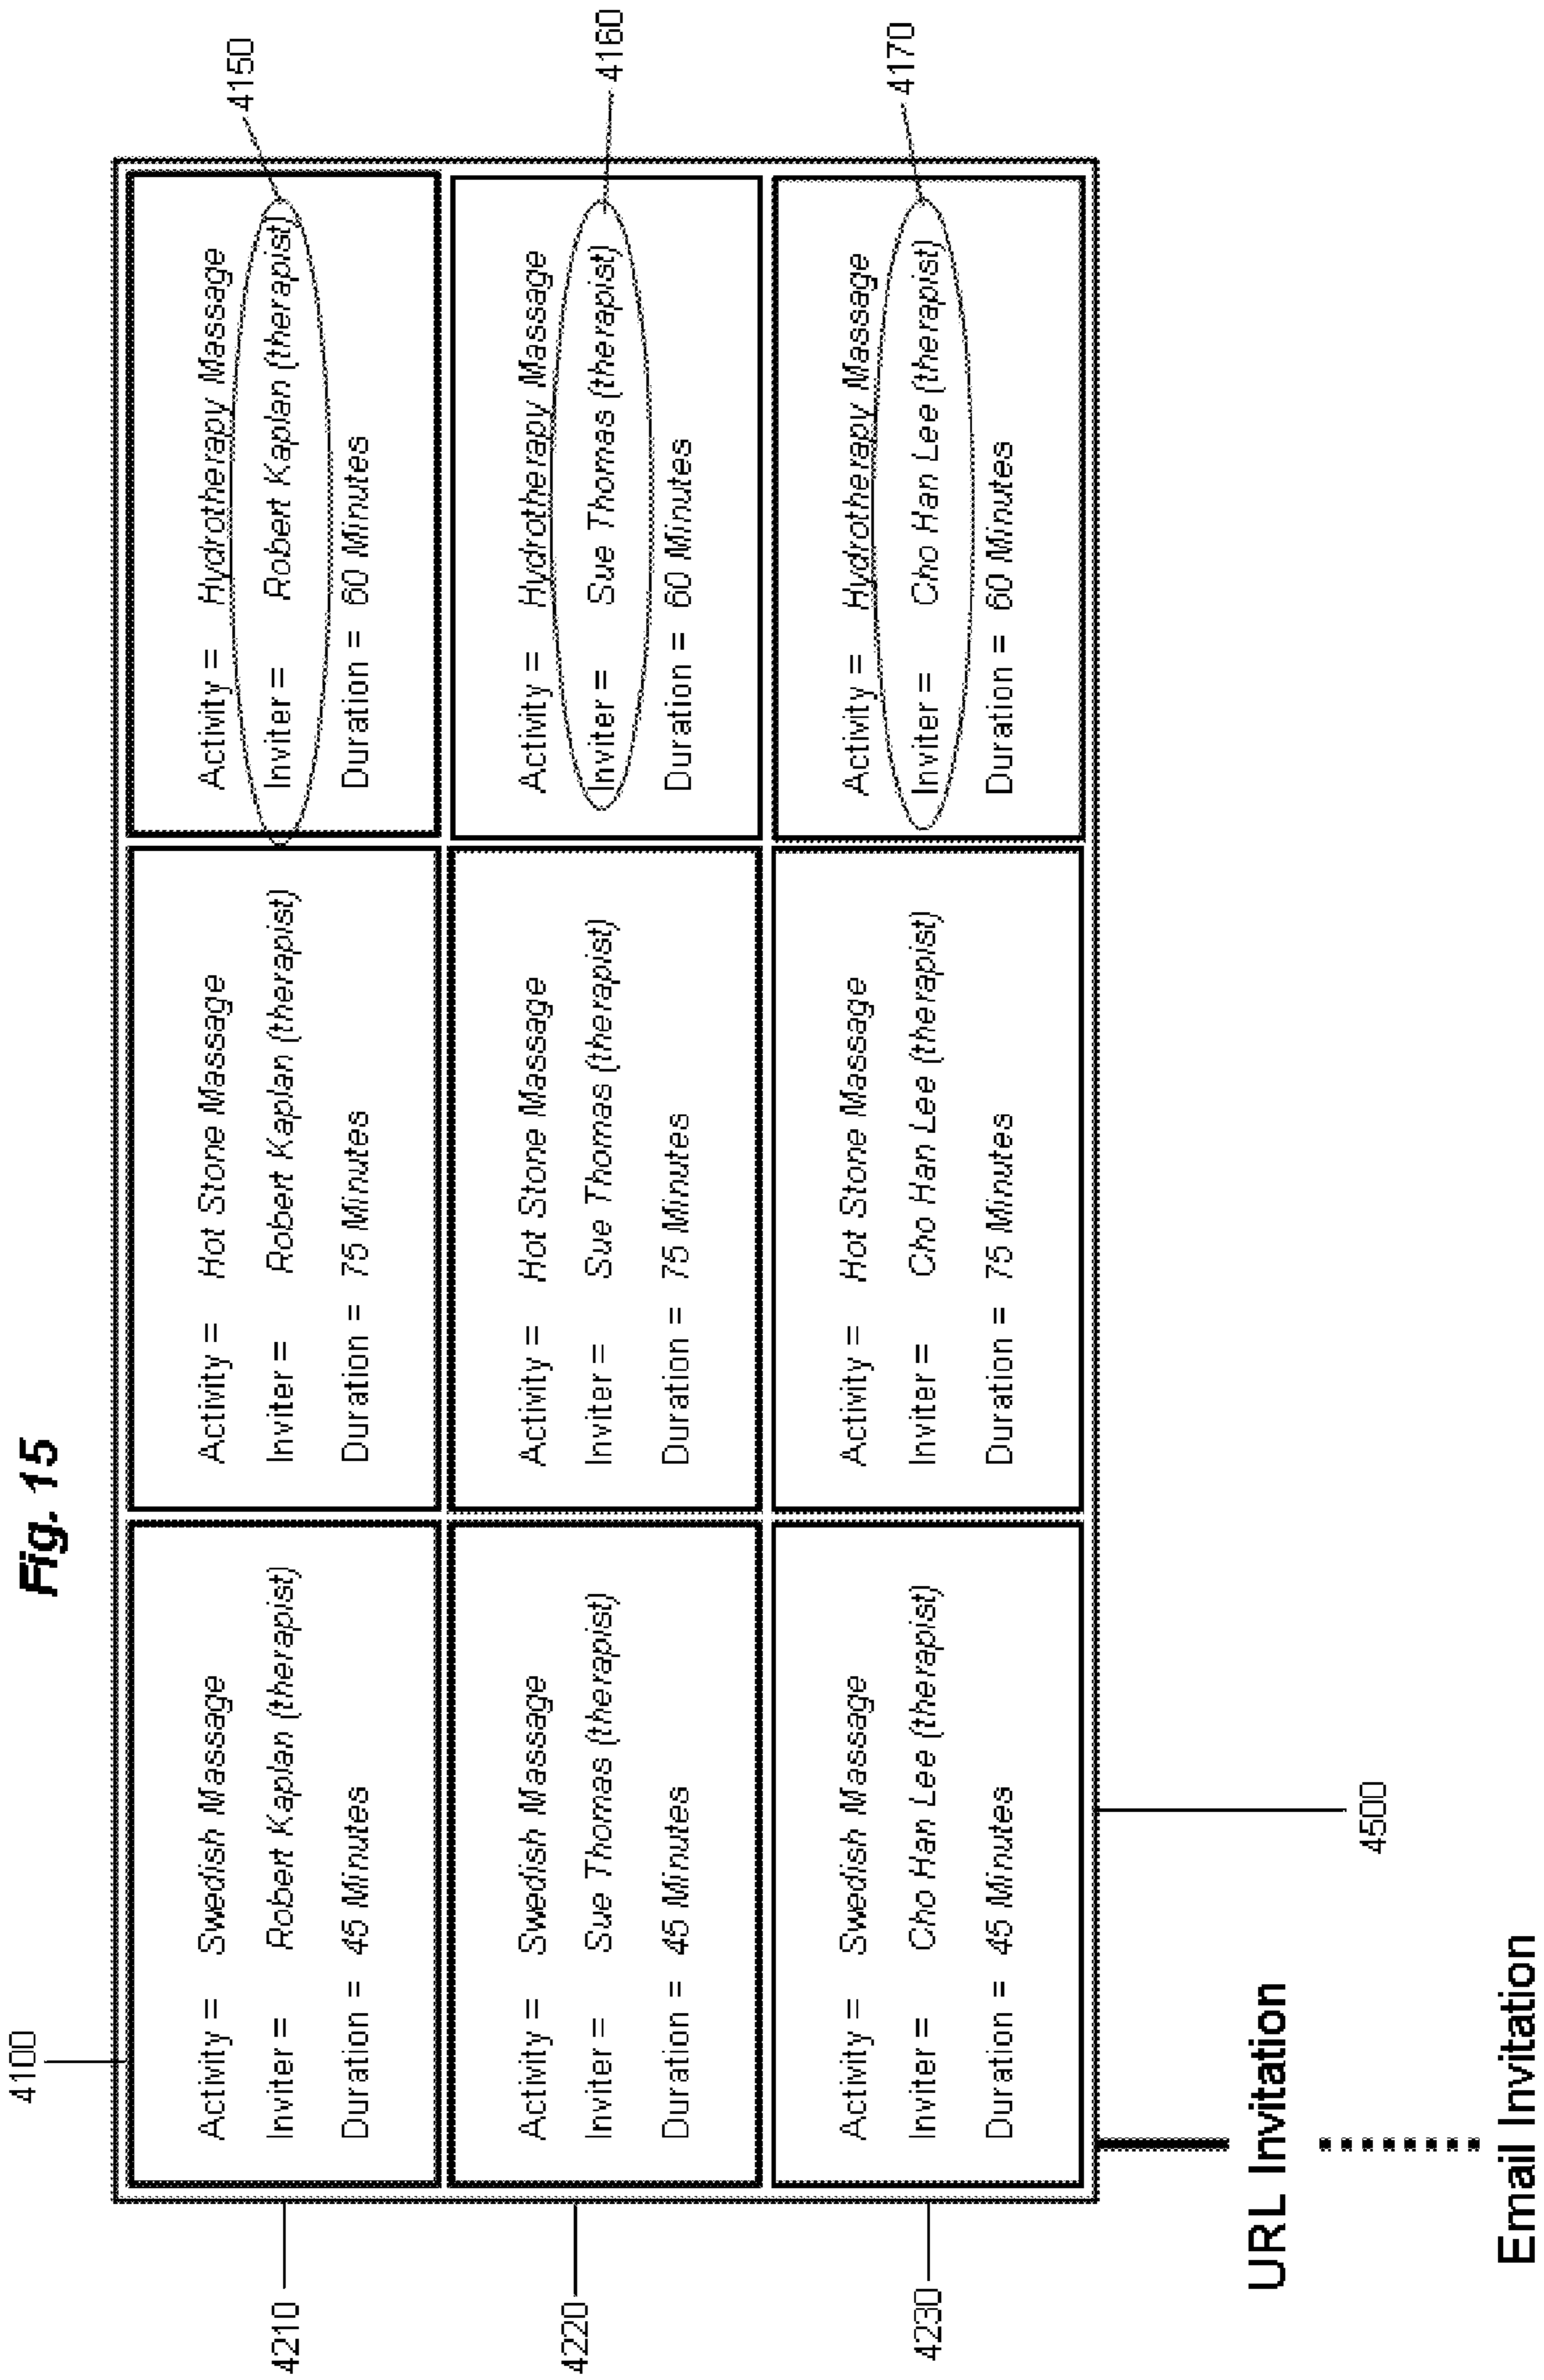 Fig. 15
4100
4210
Activity = Swedish Massage
Inviter = Robert Kaplan (therapist)
Duration = 45 Minutes
Activity = Hot Stone Massage
Inviter = Robert Kaplan (therapist)
Duration = 75 Minutes
Activity = Hydrotherapy Massage
Inviter = Robert Kaplan (therapist)
Duration = 60 Minutes
4150
4220
Activity = Swedish Massage
Inviter = Sue Thomas (therapist)
Duration = 45 Minutes
Activity = Hot Stone Massage
Inviter = Sue Thomas (therapist)
Duration = 75 Minutes
Activity = Hydrotherapy Massage
Inviter = Sue Thomas (therapist)
Duration = 60 Minutes
4160
4230
Activity = Swedish Massage
Inviter = Cho Han Lee (therapist)
Duration = 45 Minutes
Activity = Hot Stone Massage
Inviter = Cho Han Lee (therapist)
Duration = 75 Minutes
Activity = Hydrotherapy Massage
Inviter = Cho Han Lee (therapist)
Duration = 60 Minutes
4170
URL Invitation
4500
Email Invitation